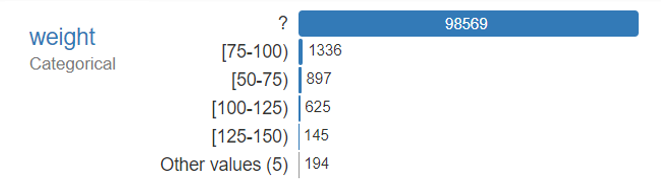 weight
Categorical
? 98569
[75-100) 1336
[50-75) 897
[100-125) 625
[125-150) 145
Other values (5) 194